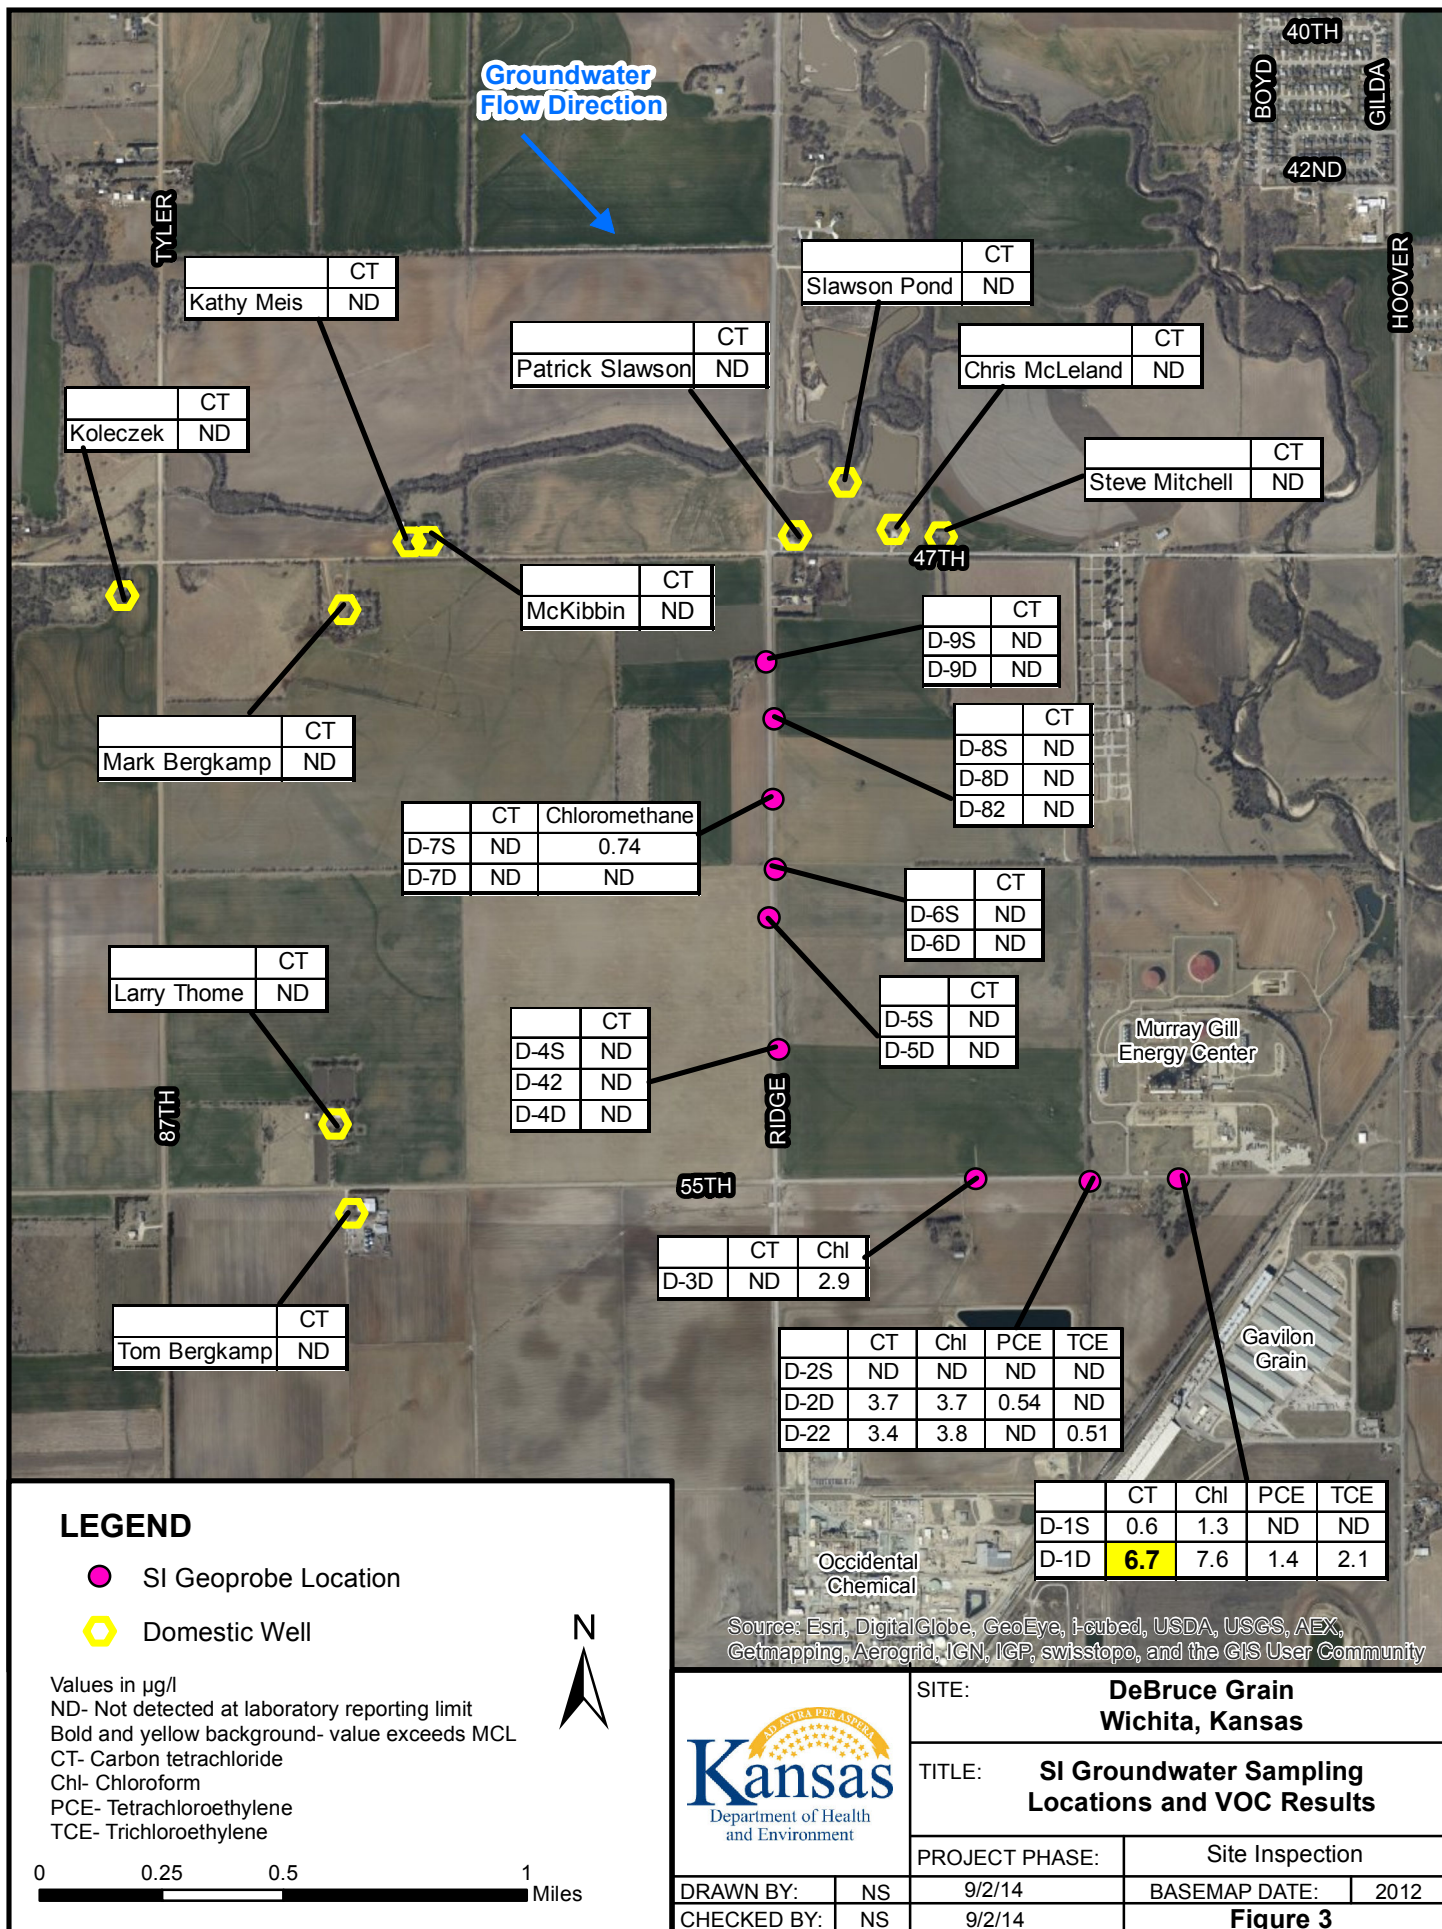 40TH
BOYD
GILDA
42ND
Groundwater
Flow Direction
TYLER
HOOVER
CT
Kathy Meis ND
CT
Slawson Pond ND
CT
Patrick Slawson ND
CT
Chris McLeland ND
CT
Koleczek ND
CT
Steve Mitchell ND
47TH
CT
McKibbin ND
CT
D-9S ND
D-9D ND
CT
Mark Bergkamp ND
CT
D-8S ND
D-8D ND
D-82 ND
CT Chloromethane
D-7S ND 0.74
D-7D ND ND
CT
D-6S ND
D-6D ND
CT
Larry Thome ND
CT
D-5S ND
D-5D ND
CT
D-4S ND
D-42 ND
D-4D ND
Murray Gill
Energy Center
87TH
RIDGE
55TH
CT Chl
D-3D ND 2.9
CT
Tom Bergkamp ND
CT Chl PCE TCE
D-2S ND ND ND ND
D-2D 3.7 3.7 0.54 ND
D-22 3.4 3.8 ND 0.51
Gavilon
Grain
CT Chl PCE TCE
D-1S 0.6 1.3 ND ND
D-1D 6.7 7.6 1.4 2.1
Occidental
Chemical
Source: Esri, DigitalGlobe, GeoEye, i-cubed, USDA, USGS, AEX,
Getmapping, Aerogrid, IGN, IGP, swisstopo, and the GIS User Community
LEGEND
SI Geoprobe Location
Domestic Well
N
Values in µg/l
ND- Not detected at laboratory reporting limit
Bold and yellow background- value exceeds MCL
CT- Carbon tetrachloride
Chl- Chloroform
PCE- Tetrachloroethylene
TCE- Trichloroethylene
0 0.25 0.5 1
Miles
AD ASTRA PER ASPERA
Kansas
Department of Health
and Environment
SITE: DeBruce Grain
Wichita, Kansas
TITLE: SI Groundwater Sampling
Locations and VOC Results
PROJECT PHASE: Site Inspection
DRAWN BY: NS 9/2/14 BASEMAP DATE: 2012
CHECKED BY: NS 9/2/14 Figure 3